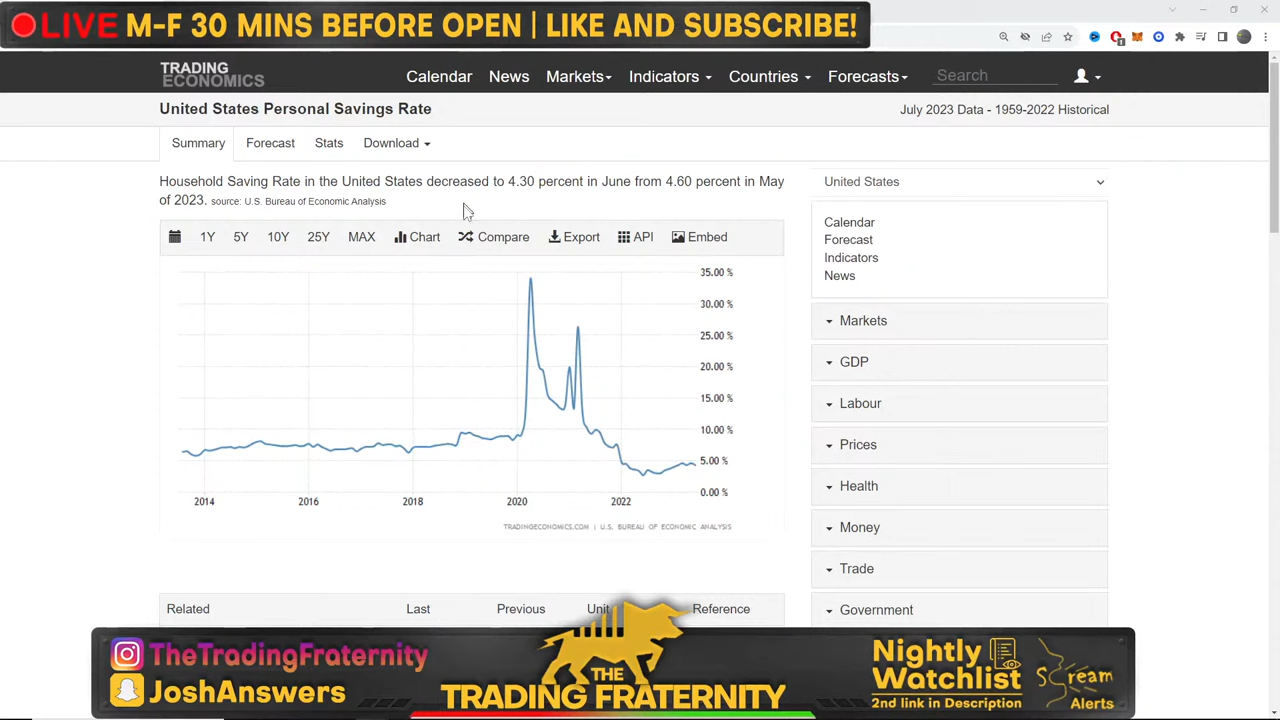 LIVE M-F 30 MINS BEFORE OPEN | LIKE AND SUBSCRIBE!
TRADING
ECONOMICS
Calendar News Markets Indicators Countries Forecasts Search
United States Personal Savings Rate
July 2023 Data - 1959-2022 Historical
Summary Forecast Stats Download
Household Saving Rate in the United States decreased to 4.30 percent in June from 4.60 percent in May
of 2023. source: U.S. Bureau of Economic Analysis
1Y 5Y 10Y 25Y MAX Chart Compare Export API Embed
35.00 %
30.00 %
25.00 %
20.00 %
15.00 %
10.00 %
5.00 %
0.00 %
2014 2016 2018 2020 2022
TRADINGECONOMICS.COM | U.S. BUREAU OF ECONOMIC ANALYSIS
United States
Calendar
Forecast
Indicators
News
Markets
GDP
Labour
Prices
Health
Money
Trade
Government
Related Last Previous Unit Reference
TheTradingFraternity
JoshAnswers
THE
TRADING FRATERNITY
Nightly
Watchlist
2nd link in Description
Scream
Alerts